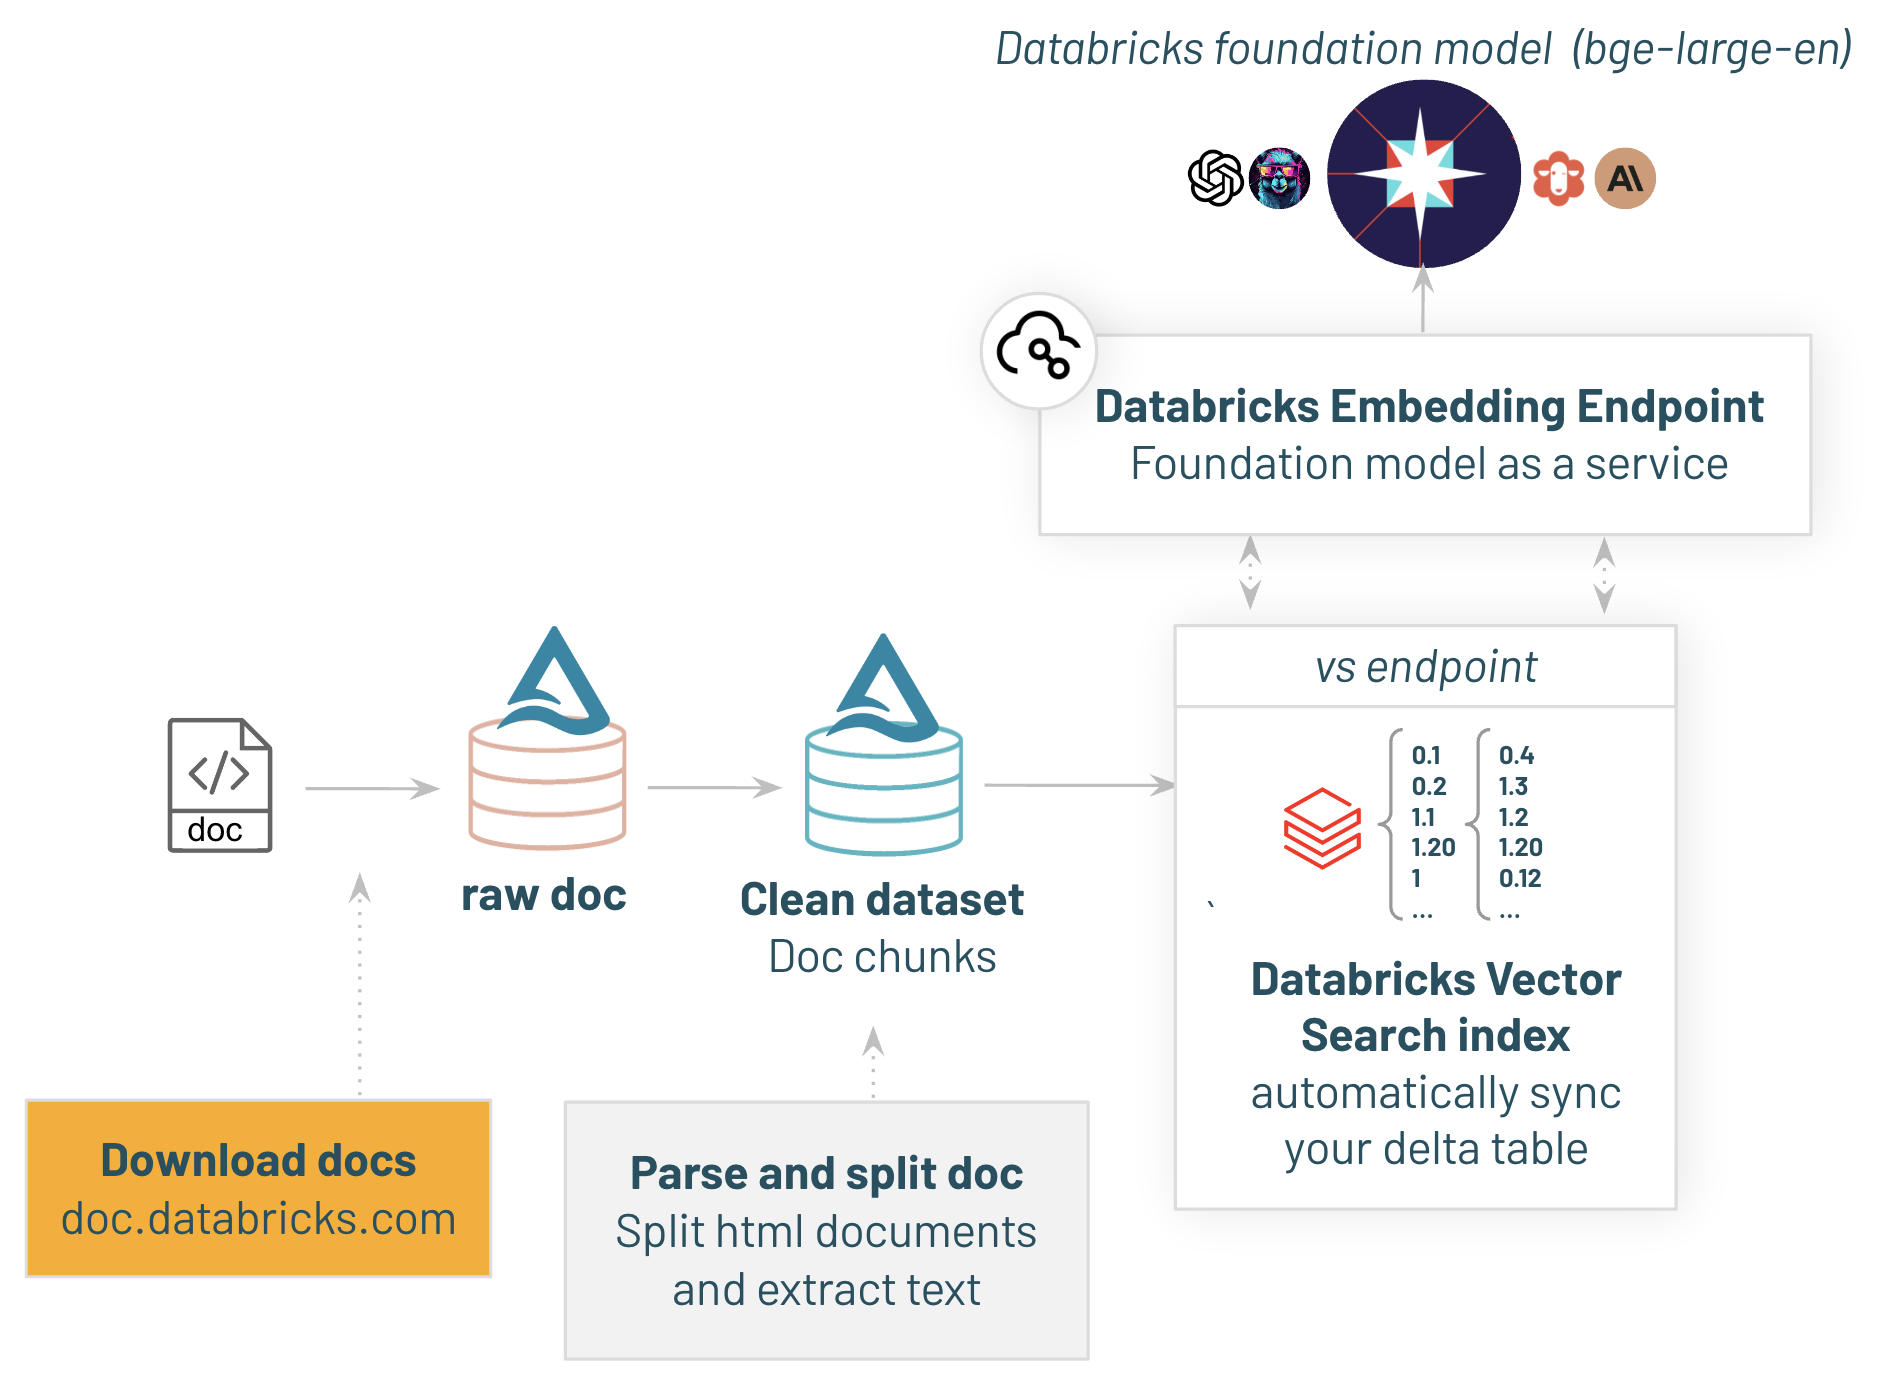 Databricks foundation model (bge-large-en)
Databricks Embedding Endpoint
Foundation model as a service
vs endpoint
0.1
0.2
1.1
1.20
1
...
0.4
1.3
1.2
1.20
0.12
...
`
Databricks Vector
Search index
automatically sync
your delta table
</>
doc
raw doc
Clean dataset
Doc chunks
Download docs
doc.databricks.com
Parse and split doc
Split html documents
and extract text